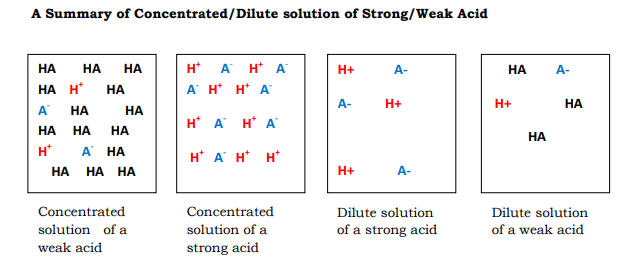 A Summary of Concentrated/Dilute solution of Strong/Weak Acid
HA HA HA
HA H⁺ HA
A⁻ HA HA
HA HA HA
H⁺ A⁻ HA
HA HA HA
Concentrated
solution of a
weak acid
H⁺ A⁻ H⁺ A⁻
A⁻ H⁺ H⁺ A⁻
H⁺ A⁻ H⁺ A⁻
H⁺ A⁻ H⁺ H⁺
Concentrated
solution of a
strong acid
H+ A-
A- H+
H+ A-
Dilute solution
of a strong acid
HA A-
H+ HA
HA
Dilute solution
of a weak acid